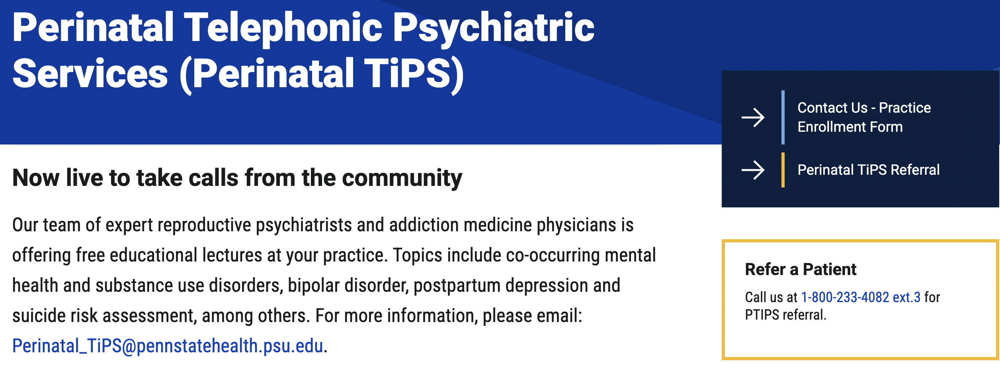 Perinatal Telephonic Psychiatric
Services (Perinatal TiPS)
Contact Us - Practice
Enrollment Form
Perinatal TiPS Referral
Now live to take calls from the community
Our team of expert reproductive psychiatrists and addiction medicine physicians is
offering free educational lectures at your practice. Topics include co-occurring mental
health and substance use disorders, bipolar disorder, postpartum depression and
suicide risk assessment, among others. For more information, please email:
Perinatal_TiPS@pennstatehealth.psu.edu.
Refer a Patient
Call us at 1-800-233-4082 ext.3 for
PTIPS referral.